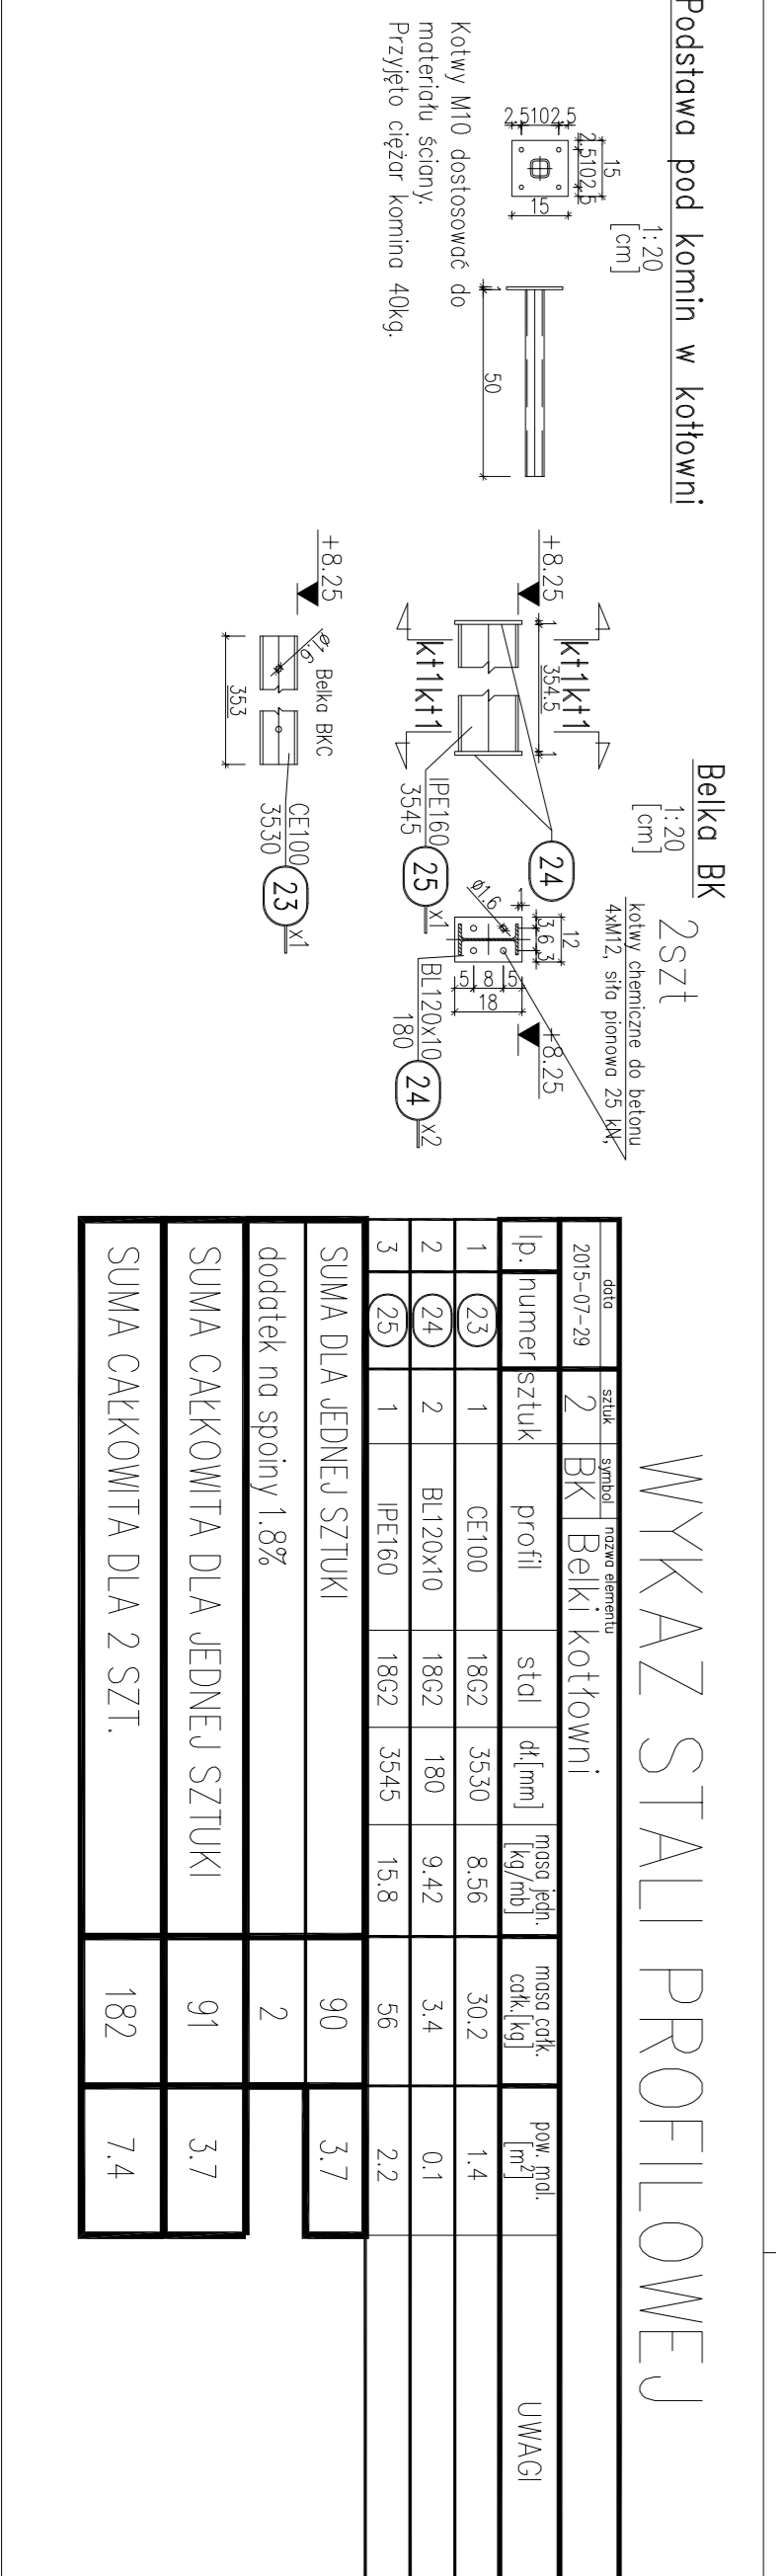 Podstawa pod komin w kotłowni
1:20
[cm]
15
2.5102.5
2.5102.5
15
1
50
Kotwy M10 dostosować do
materiału ściany.
Przyjęto ciężar komina 40kg.
Belka BK
1:20
[cm]
2szt
kotwy chemiczne do betonu
4xM12, siła pionowa 25 kN,
+8.25
kt1kt1
1
354.5
1
kt1kt1
24
IPE160
3545
25
x1
12
3 6 3
1
ø1.6
5 8 5
18
+8.25
BL120x10
180
24
x2
+8.25
ø1.6
Belka BKC
353
CE100
3530
23
x1
WYKAZ STALI PROFILOWEJ
data sztuk symbol nazwa elementu
2015-07-29 2 BK Belki kotłowni
lp. numer sztuk profil stal dł.[mm] masa jedn. [kg/mb] masa całk. całk.[kg] pow. mal. [m²] UWAGI
1 23 1 CE100 18G2 3530 8.56 30.2 1.4
2 24 2 BL120x10 18G2 180 9.42 3.4 0.1
3 25 1 IPE160 18G2 3545 15.8 56 2.2
SUMA DLA JEDNEJ SZTUKI 90 3.7
dodatek na spoiny 1.8% 2
SUMA CAŁKOWITA DLA JEDNEJ SZTUKI 91 3.7
SUMA CAŁKOWITA DLA 2 SZT. 182 7.4